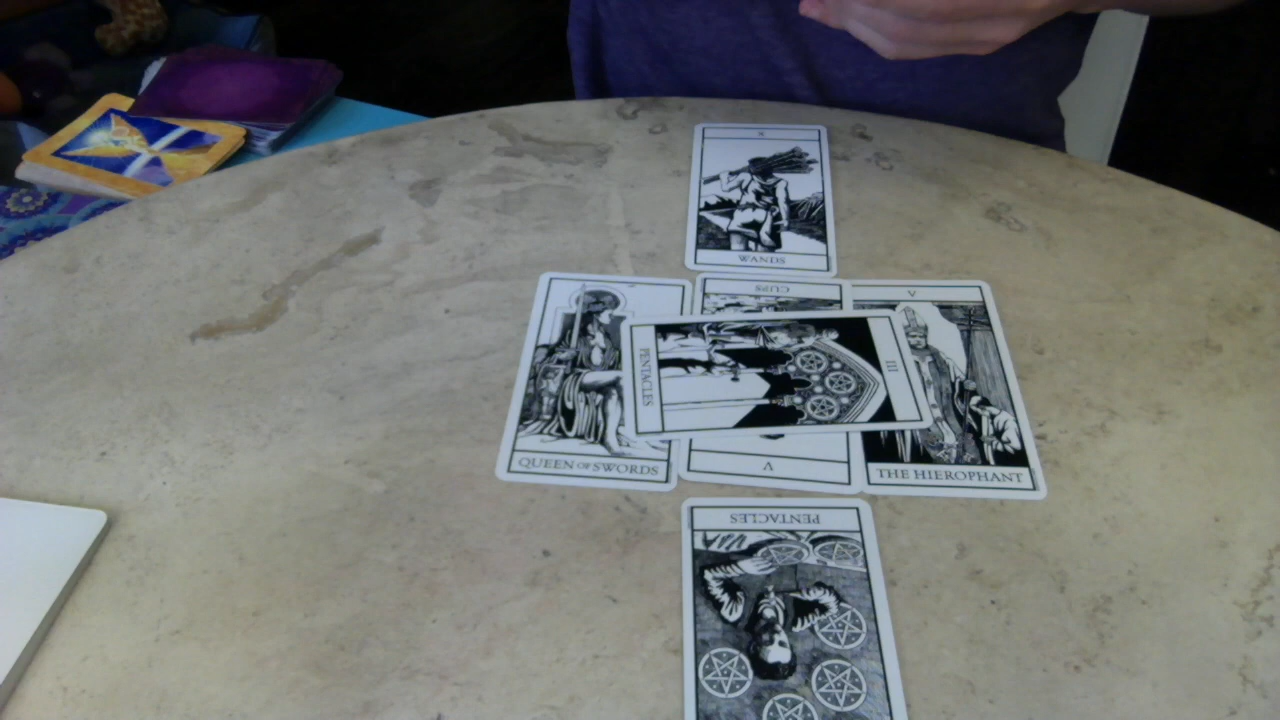 X
WANDS
CUPS
V
QUEEN OF SWORDS
PENTACLES
III
V
THE HIEROPHANT
PENTACLES